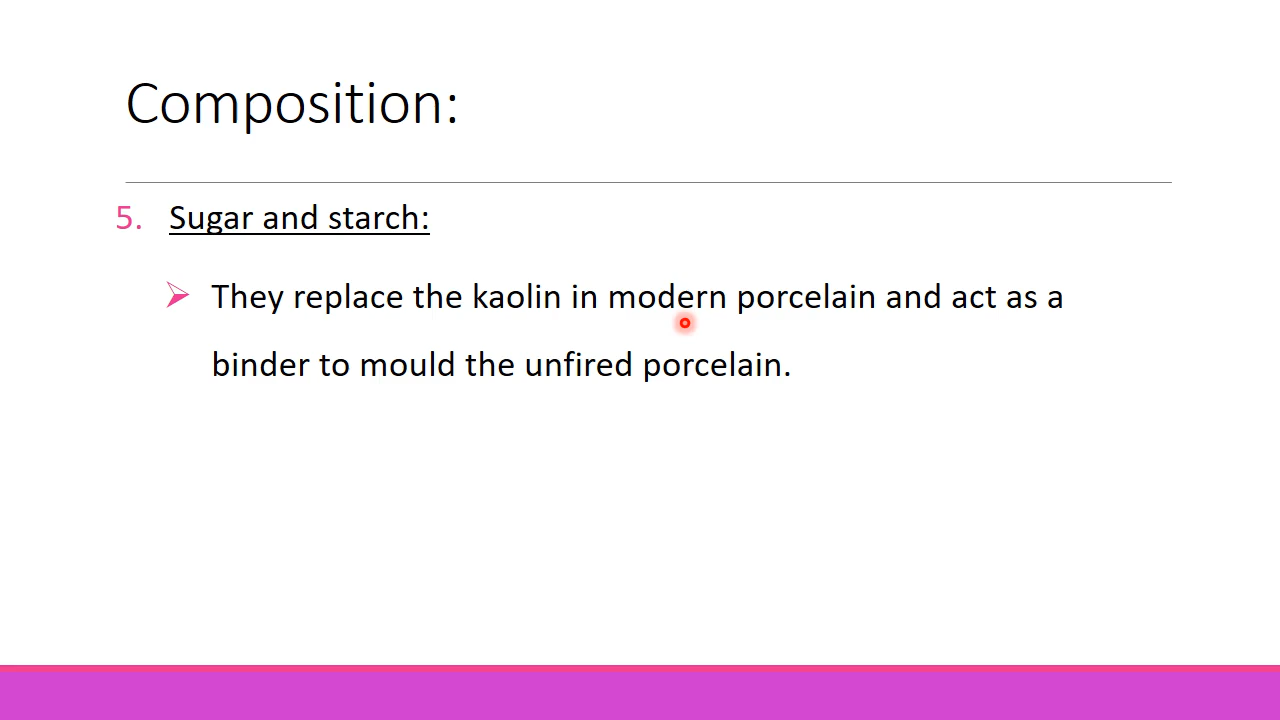 Composition:
5. Sugar and starch:
They replace the kaolin in modern porcelain and act as a
binder to mould the unfired porcelain.